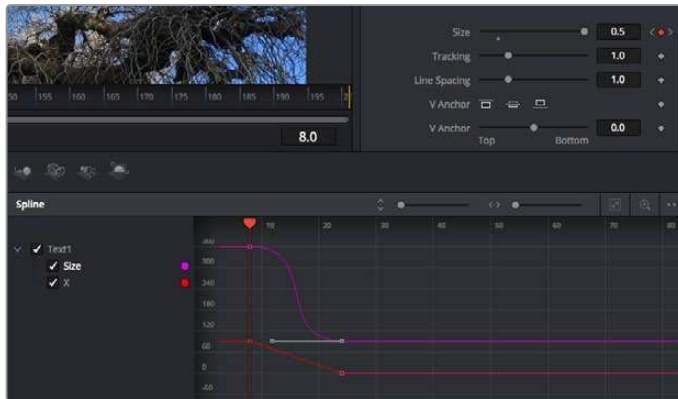 Size 0.5
Tracking 1.0
Line Spacing 1.0
V Anchor
V Anchor 0.0
Top Bottom
155 160 165 170 175 180 185 190 195
8.0
Spline
10 20 30 40 50 60 70 80
Text1
Size
X
300
240
180
120
60
0
-60